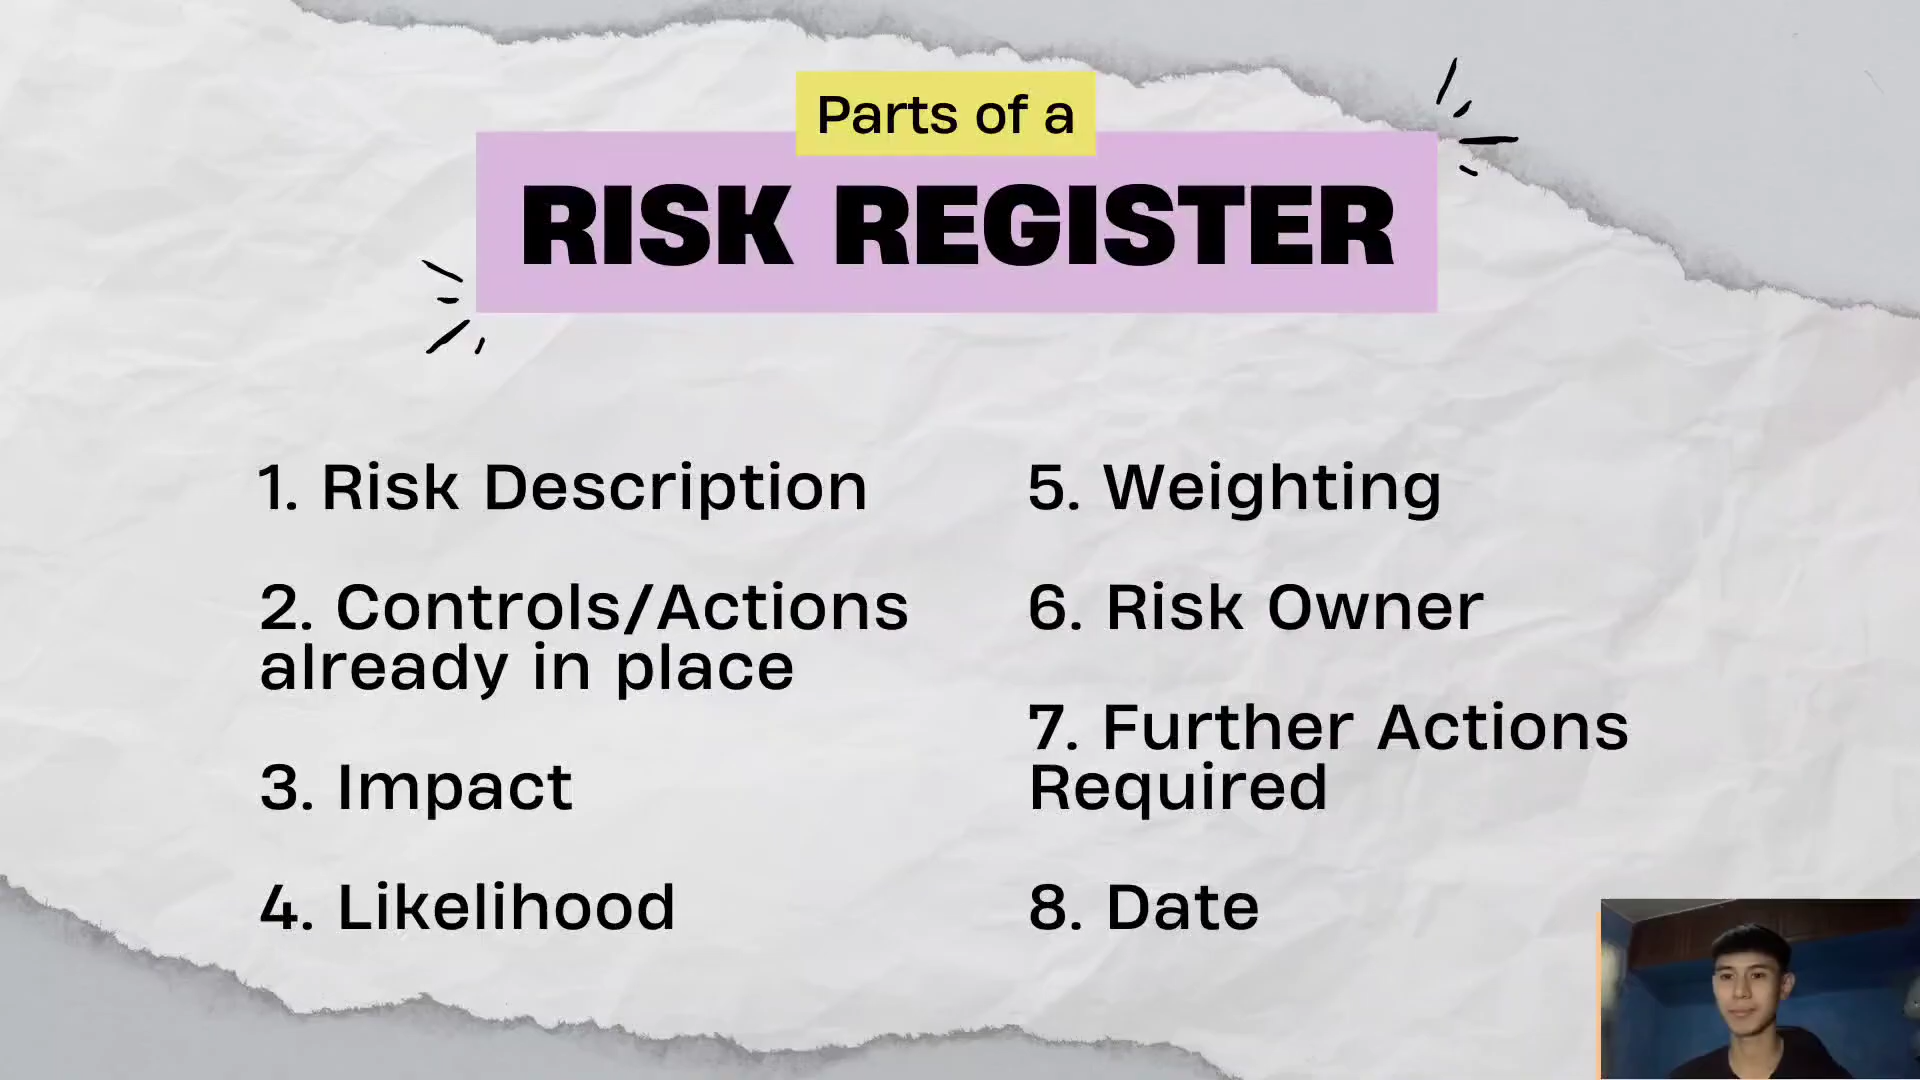 Parts of a
RISK REGISTER
1. Risk Description
2. Controls/Actions
already in place
3. Impact
4. Likelihood
5. Weighting
6. Risk Owner
7. Further Actions
Required
8. Date